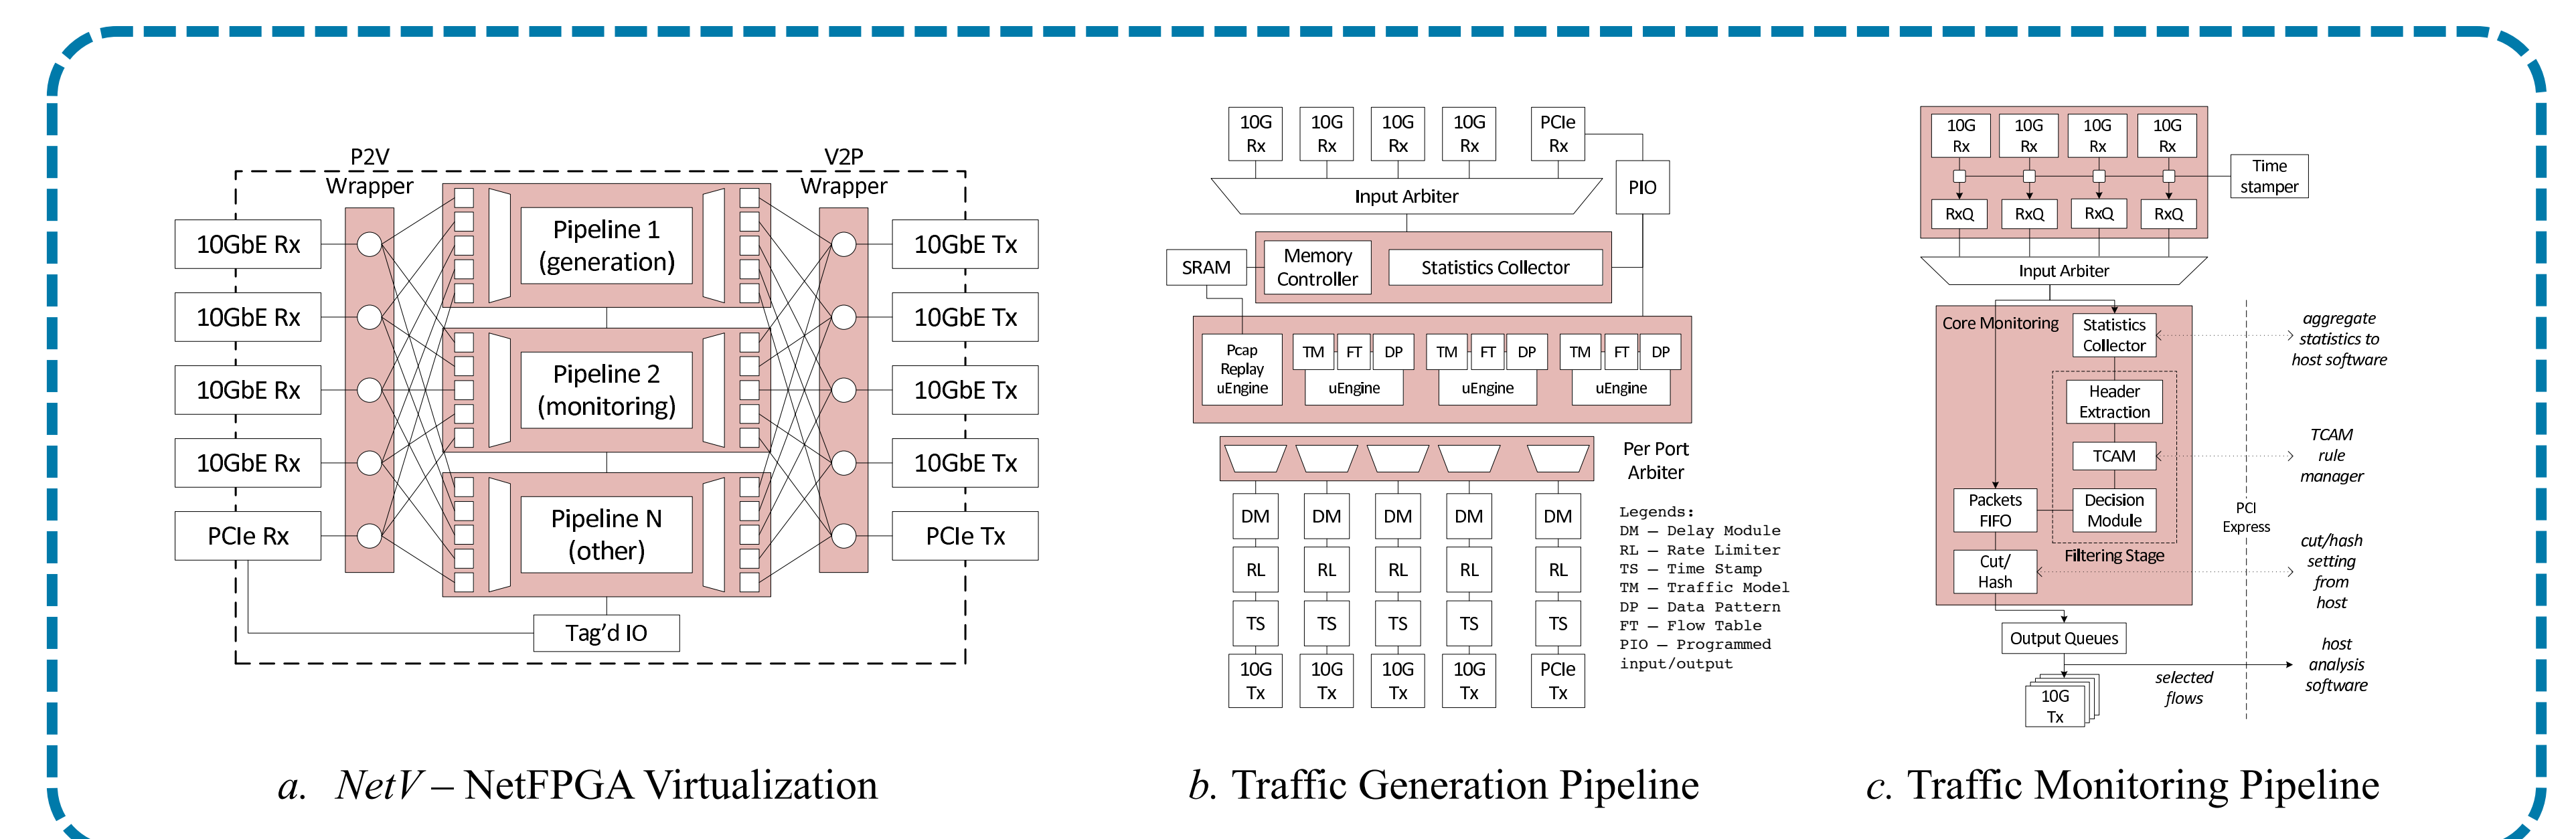 P2V
Wrapper
V2P
Wrapper
10GbE Rx
10GbE Rx
10GbE Rx
10GbE Rx
PCIe Rx
Pipeline 1
(generation)
Pipeline 2
(monitoring)
Pipeline N
(other)
Tag'd IO
10GbE Tx
10GbE Tx
10GbE Tx
10GbE Tx
PCIe Tx
a. NetV – NetFPGA Virtualization
10G
Rx
10G
Rx
10G
Rx
10G
Rx
PCIe
Rx
Input Arbiter
PIO
SRAM
Memory
Controller
Statistics Collector
Pcap
Replay
uEngine
TM FT DP
uEngine
TM FT DP
uEngine
TM FT DP
uEngine
Per Port
Arbiter
DM DM DM DM DM
RL RL RL RL RL
TS TS TS TS TS
10G
Tx
10G
Tx
10G
Tx
10G
Tx
PCIe
Tx
Legends:
DM – Delay Module
RL – Rate Limiter
TS – Time Stamp
TM – Traffic Model
DP – Data Pattern
FT – Flow Table
PIO – Programmed
input/output
b. Traffic Generation Pipeline
10G
Rx
10G
Rx
10G
Rx
10G
Rx
Time
stamper
RxQ RxQ RxQ RxQ
Input Arbiter
Core Monitoring
Statistics
Collector
Header
Extraction
TCAM
Decision
Module
Filtering Stage
Packets
FIFO
Cut/
Hash
Output Queues
10G
Tx
selected
flows
PCI
Express
aggregate
statistics to
host software
TCAM
rule
manager
cut/hash
setting
from
host
host
analysis
software
c. Traffic Monitoring Pipeline